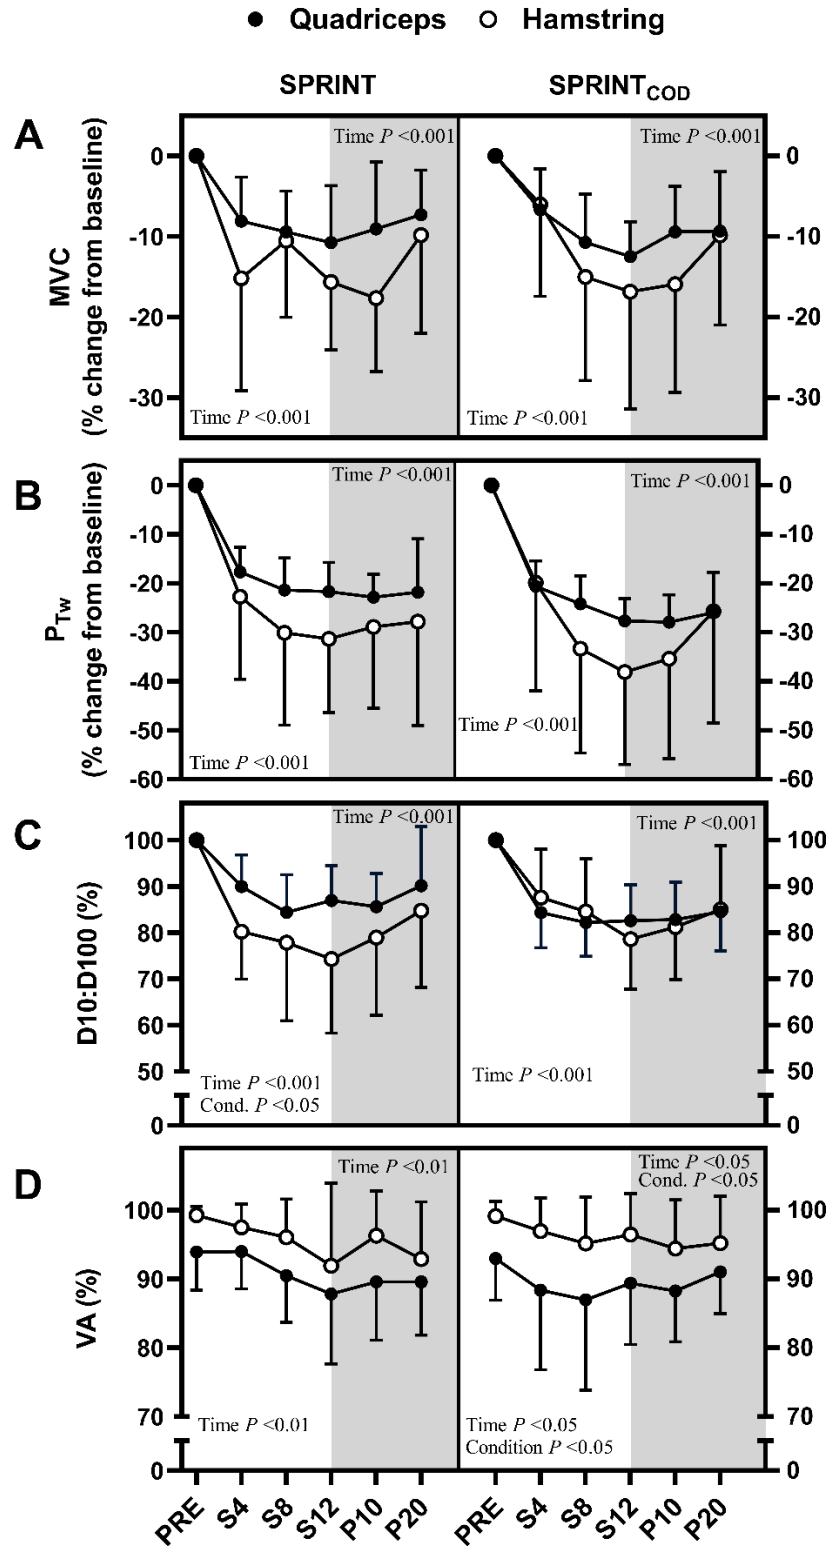 Quadriceps Hamstring
SPRINT SPRINTCOD
A
MVC
(% change from baseline)
0
-10
-20
-30
Time P <0.001
Time P <0.001
Time P <0.001
Time P <0.001
0
-10
-20
-30
B
PTw
(% change from baseline)
0
-10
-20
-30
-40
-50
-60
Time P <0.001
Time P <0.001
Time P <0.001
Time P <0.001
0
-10
-20
-30
-40
-50
-60
C
D10:D100 (%)
100
90
80
70
60
50
0
Time P <0.001
Time P <0.001
Cond. P <0.05
Time P <0.001
Time P <0.001
100
90
80
70
60
50
0
D
VA (%)
100
90
80
70
0
Time P <0.01
Time P <0.01
Time P <0.05
Cond. P <0.05
Time P <0.05
Condition P <0.05
100
90
80
70
0
PRE S4 S8 S12 P10 P20 PRE S4 S8 S12 P10 P20